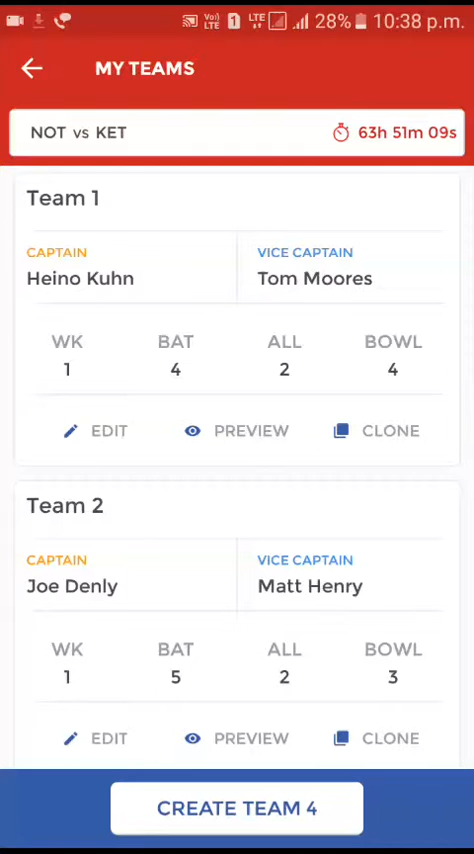 Vo) LTE 1 LTE 28% 10:38 p.m.
MY TEAMS
NOT vs KET 63h 51m 09s
Team 1
CAPTAIN VICE CAPTAIN
Heino Kuhn Tom Moores
WK BAT ALL BOWL
1 4 2 4
EDIT PREVIEW CLONE
Team 2
CAPTAIN VICE CAPTAIN
Joe Denly Matt Henry
WK BAT ALL BOWL
1 5 2 3
EDIT PREVIEW CLONE
CREATE TEAM 4